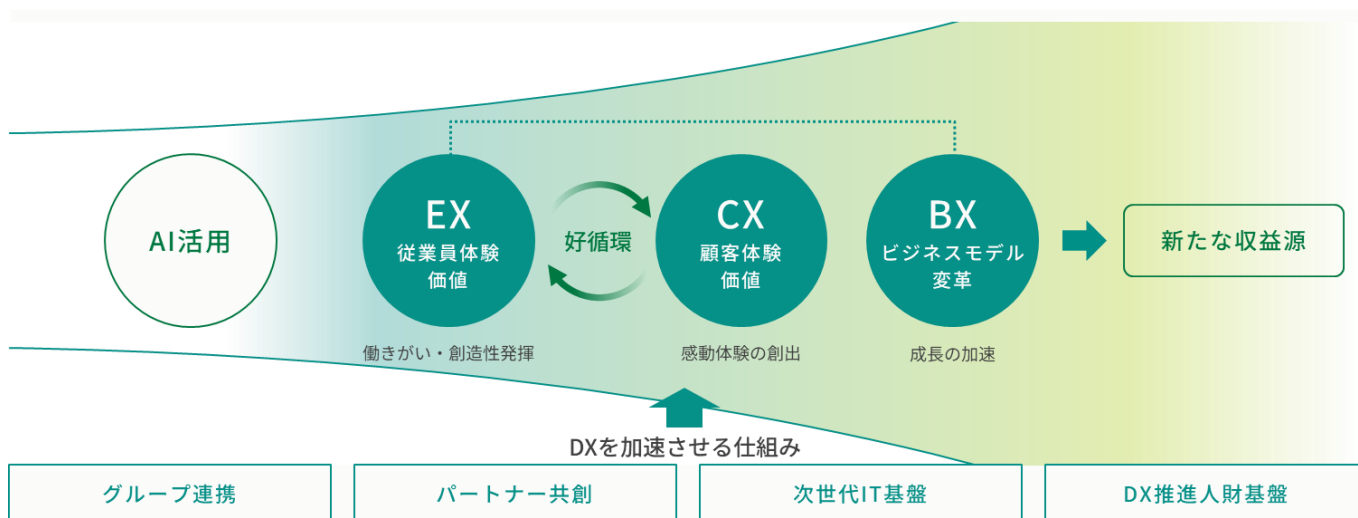 AI活用
EX
従業員体験
価値
好循環
CX
顧客体験
価値
BX
ビジネスモデル
変革
新たな収益源
働きがい・創造性発揮
感動体験の創出
成長の加速
DXを加速させる仕組み
グループ連携
パートナー共創
次世代IT基盤
DX推進人財基盤